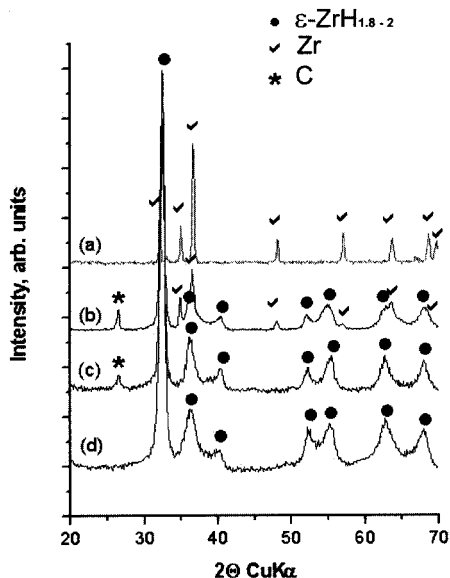 ε-ZrH1.8 - 2
Zr
C
Intensity, arb. units
(a)
(b)
(c)
(d)
20 30 40 50 60 70
2Θ CuKα